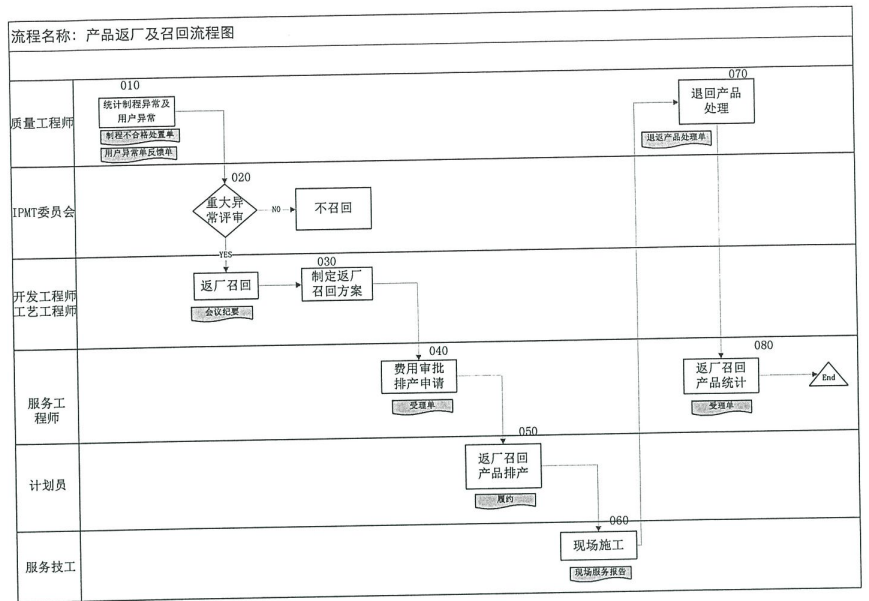 流程名称: 产品返厂及召回流程图
010
070
质量工程师
统计制程异常及
用户异常
制程不合格处置单
用户异常单反馈单
退回产品
处理
退返产品处理单
020
IPMT委员会
重大异
常评审
NO
不召回
YES
030
开发工程师
工艺工程师
返厂召回
会议纪要
制定返厂
召回方案
040
080
服务工
程师
费用审批
排产申请
受理单
返厂召回
产品统计
受理单
End
050
计划员
返厂召回
产品排产
履约
060
服务技工
现场施工
现场服务报告